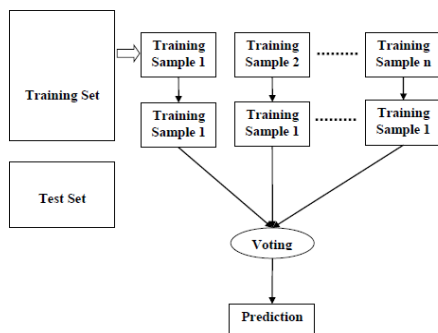 Training Set
Training
Sample 1
Training
Sample 2
.........
Training
Sample n
Training
Sample 1
Training
Sample 1
.........
Training
Sample 1
Test Set
Voting
Prediction